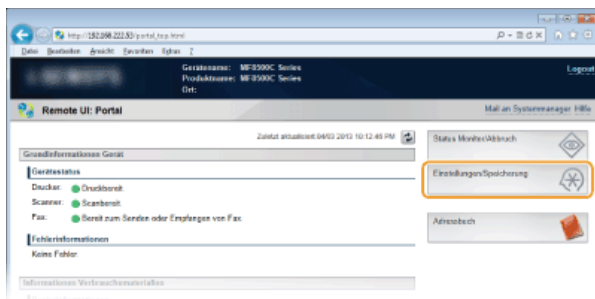 http://192.168.222.53/portal_top.html
Datei Bearbeiten Ansicht Favoriten Extras ?
Gerätename: MF8500C Series
Produktname: MF8500C Series
Ort:
Logout
Remote UI: Portal
Mail an Systemmanager Hilfe
Zuletzt aktualisiert 04/03 2013 10:12:46 PM
Grundinformationen Gerät
Gerätestatus
Drucker: Druckbereit.
Scanner: Scanbereit.
Fax: Bereit zum Senden oder Empfangen von Fax.
Fehlerinformationen
Keine Fehler.
Informationen Verbrauchsmaterialien
Status Monitor/Abbruch
Einstellungen/Speicherung
Adressbuch